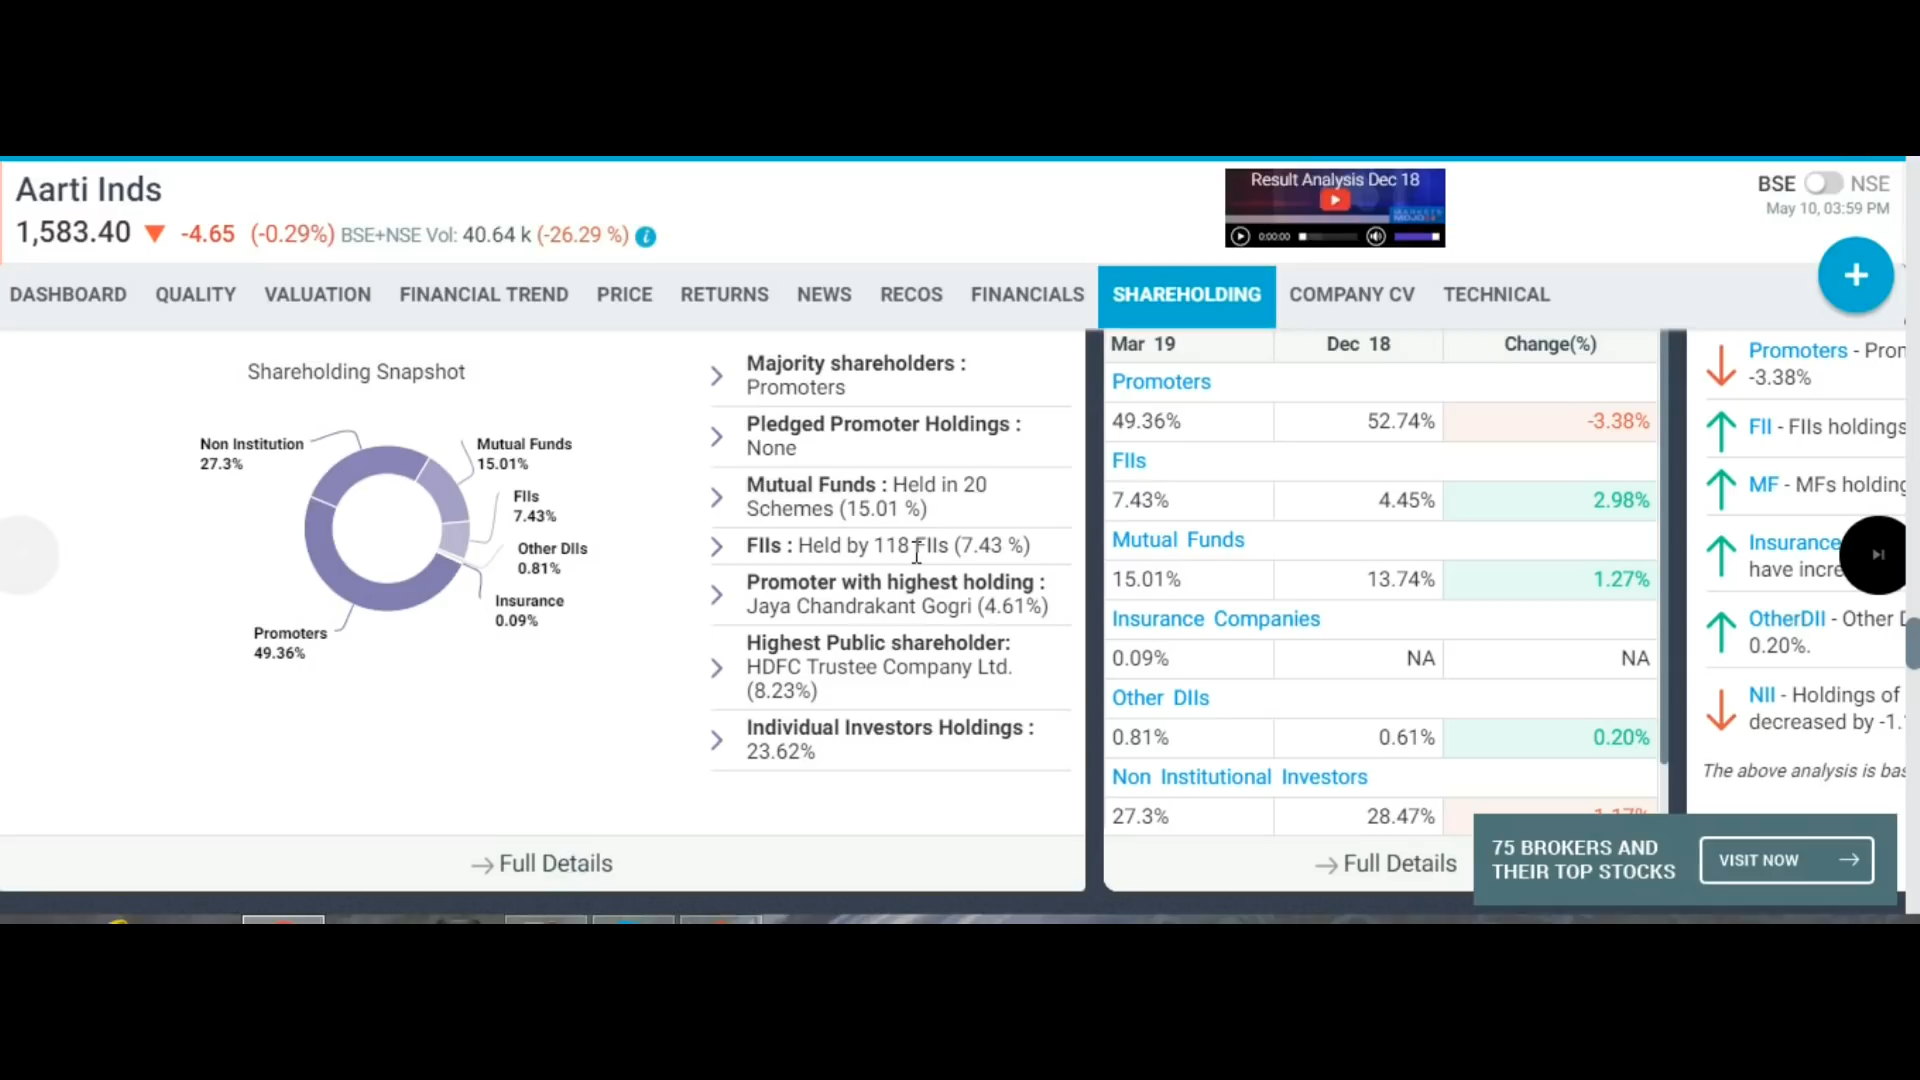 Aarti Inds
1,583.40 -4.65 (-0.29%) BSE+NSE Vol: 40.64 k (-26.29 %) i
Result Analysis Dec 18
0:00:00
BSE NSE
May 10, 03:59 PM
+
DASHBOARD QUALITY VALUATION FINANCIAL TREND PRICE RETURNS NEWS RECOS FINANCIALS SHAREHOLDING COMPANY CV TECHNICAL
Shareholding Snapshot
Non Institution
27.3%
Mutual Funds
15.01%
FIIs
7.43%
Other DIIs
0.81%
Insurance
0.09%
Promoters
49.36%
Majority shareholders :
Promoters
Pledged Promoter Holdings :
None
Mutual Funds : Held in 20
Schemes (15.01 %)
FIIs : Held by 118 FIIs (7.43 %)
Promoter with highest holding :
Jaya Chandrakant Gogri (4.61%)
Highest Public shareholder:
HDFC Trustee Company Ltd.
(8.23%)
Individual Investors Holdings :
23.62%
Full Details
Mar 19 Dec 18 Change(%)
Promoters
49.36% 52.74% -3.38%
FIIs
7.43% 4.45% 2.98%
Mutual Funds
15.01% 13.74% 1.27%
Insurance Companies
0.09% NA NA
Other DIIs
0.81% 0.61% 0.20%
Non Institutional Investors
27.3% 28.47%
Full Details
Promoters - Pron
-3.38%
FII - FIIs holdings
MF - MFs holding
Insurance
have incre
OtherDII - Other
0.20%.
NII - Holdings of
decreased by -1.
The above analysis is bas
75 BROKERS AND
THEIR TOP STOCKS
VISIT NOW